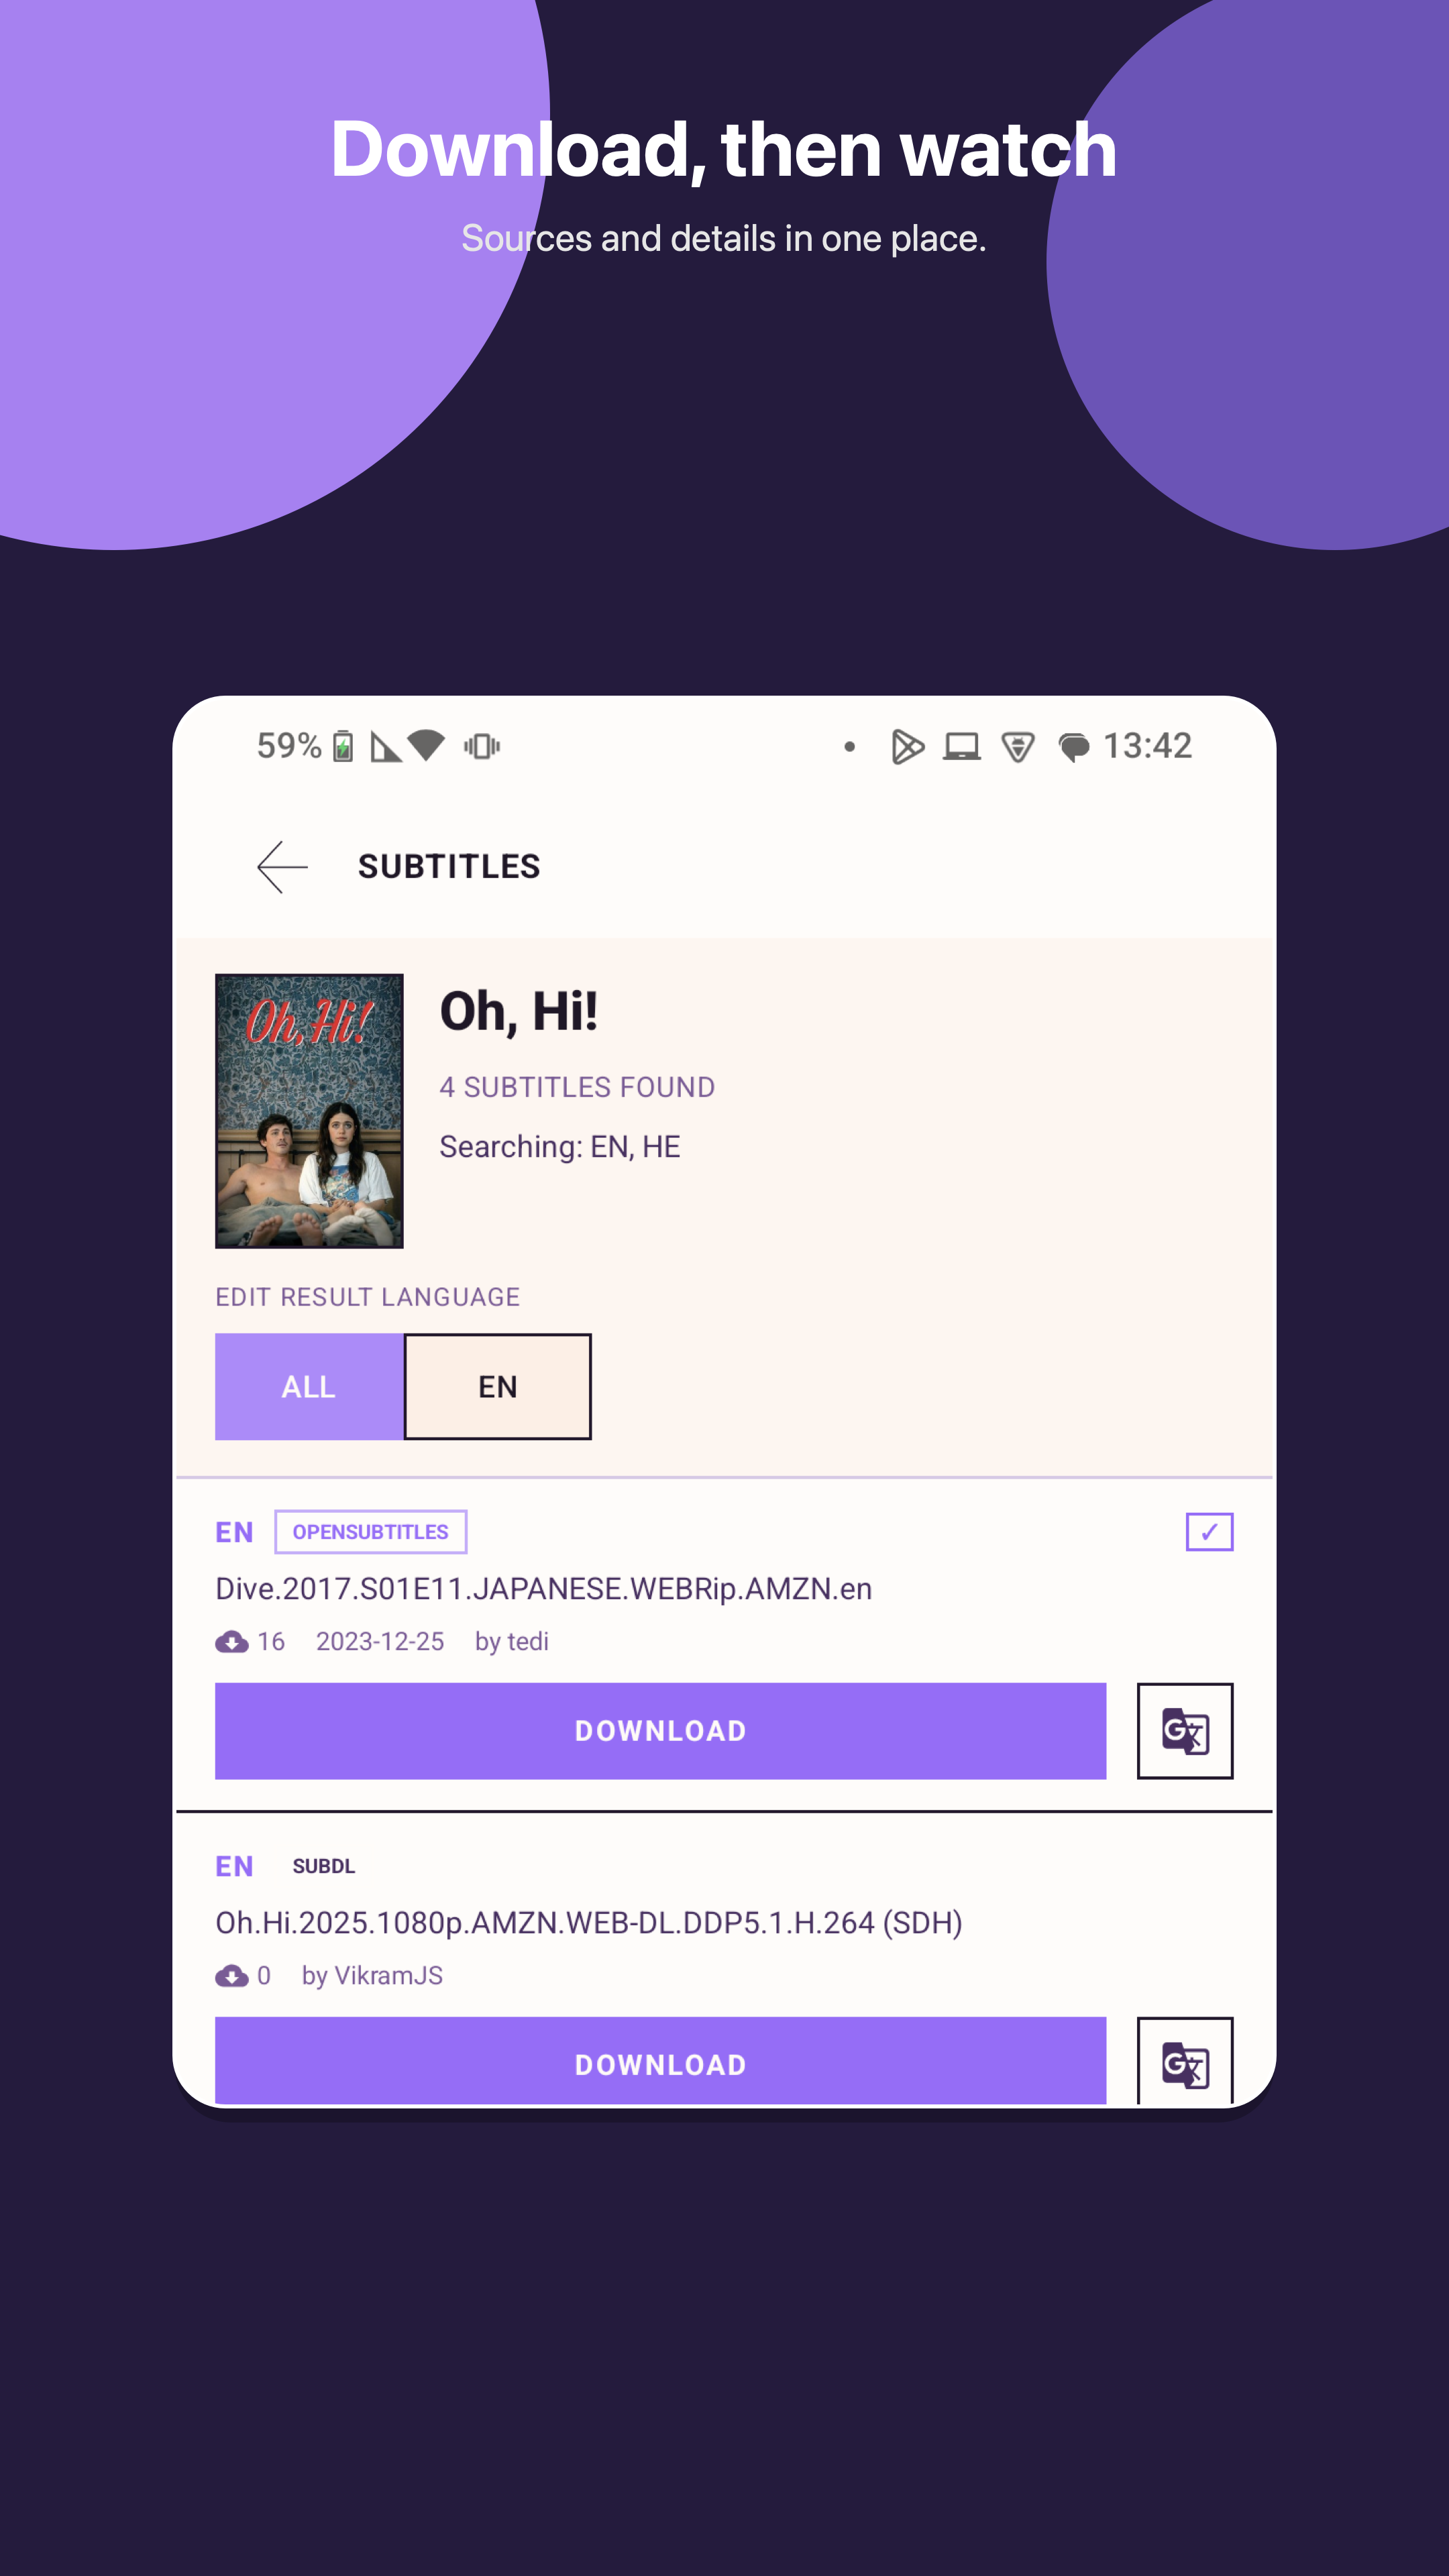 Download, then watch
Sources and details in one place.
59% 13:42
SUBTITLES
Oh, Hi!
Oh, Hi!
4 SUBTITLES FOUND
Searching: EN, HE
EDIT RESULT LANGUAGE
ALL EN
EN OPENSUBTITLES
Dive.2017.S01E11.JAPANESE.WEBRip.AMZN.en
16 2023-12-25 by tedi
DOWNLOAD
EN SUBDL
Oh.Hi.2025.1080p.AMZN.WEB-DL.DDP5.1.H.264 (SDH)
0 by VikramJS
DOWNLOAD